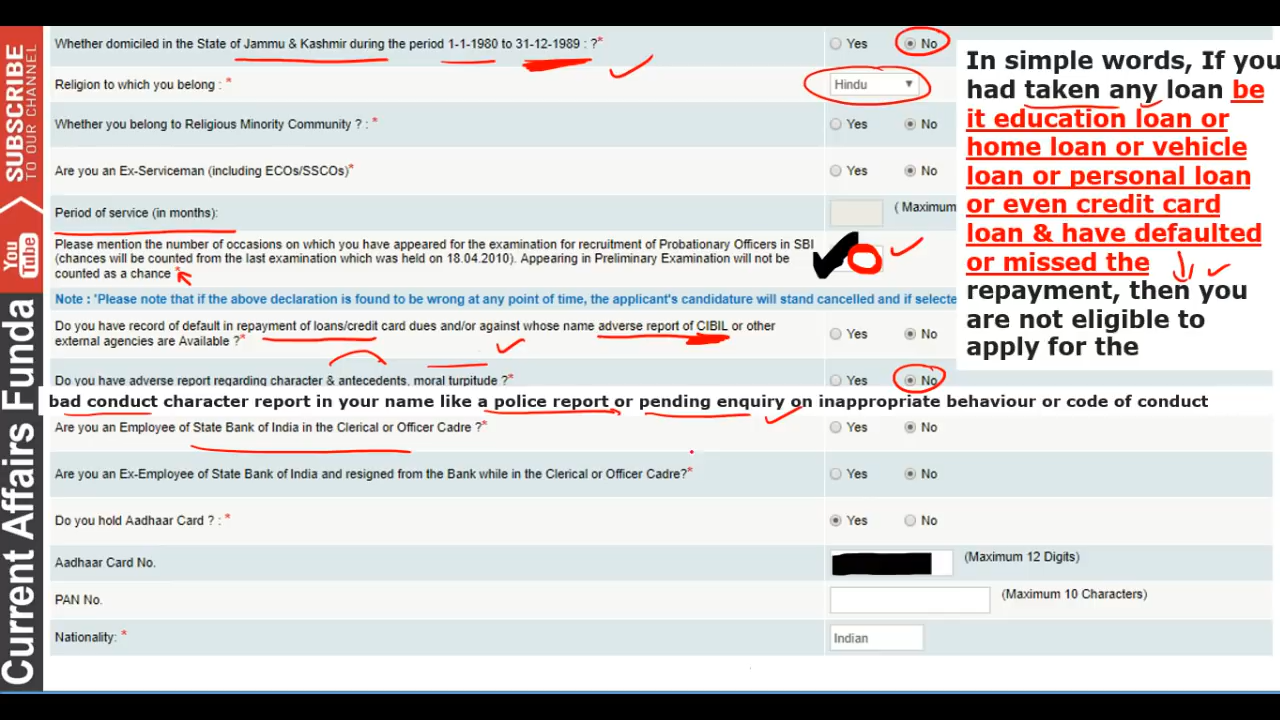 SUBSCRIBE
TO OUR CHANNEL
You
Tube
Current Affairs Funda
Whether domiciled in the State of Jammu & Kashmir during the period 1-1-1980 to 31-12-1989 : ?* Yes No
Religion to which you belong : * Hindu
Whether you belong to Religious Minority Community ? : * Yes No
Are you an Ex-Serviceman (including ECOs/SSCOs)* Yes No
Period of service (in months): ( Maximum
Please mention the number of occasions on which you have appeared for the examination for recruitment of Probationary Officers in SBI
(chances will be counted from the last examination which was held on 18.04.2010). Appearing in Preliminary Examination will not be
counted as a chance *
Note : 'Please note that if the above declaration is found to be wrong at any point of time, the applicant's candidature will stand cancelled and if selecte
Do you have record of default in repayment of loans/credit card dues and/or against whose name adverse report of CIBIL or other
external agencies are Available ?* Yes No
Do you have adverse report regarding character & antecedents, moral turpitude ?* Yes No
bad conduct character report in your name like a police report or pending enquiry on inappropriate behaviour or code of conduct
Are you an Employee of State Bank of India in the Clerical or Officer Cadre ?* Yes No
Are you an Ex-Employee of State Bank of India and resigned from the Bank while in the Clerical or Officer Cadre?* Yes No
Do you hold Aadhaar Card ? : * Yes No
Aadhaar Card No. (Maximum 12 Digits)
PAN No. (Maximum 10 Characters)
Nationality: * Indian
In simple words, If you
had taken any loan be
it education loan or
home loan or vehicle
loan or personal loan
or even credit card
loan & have defaulted
or missed the
repayment, then you
are not eligible to
apply for the